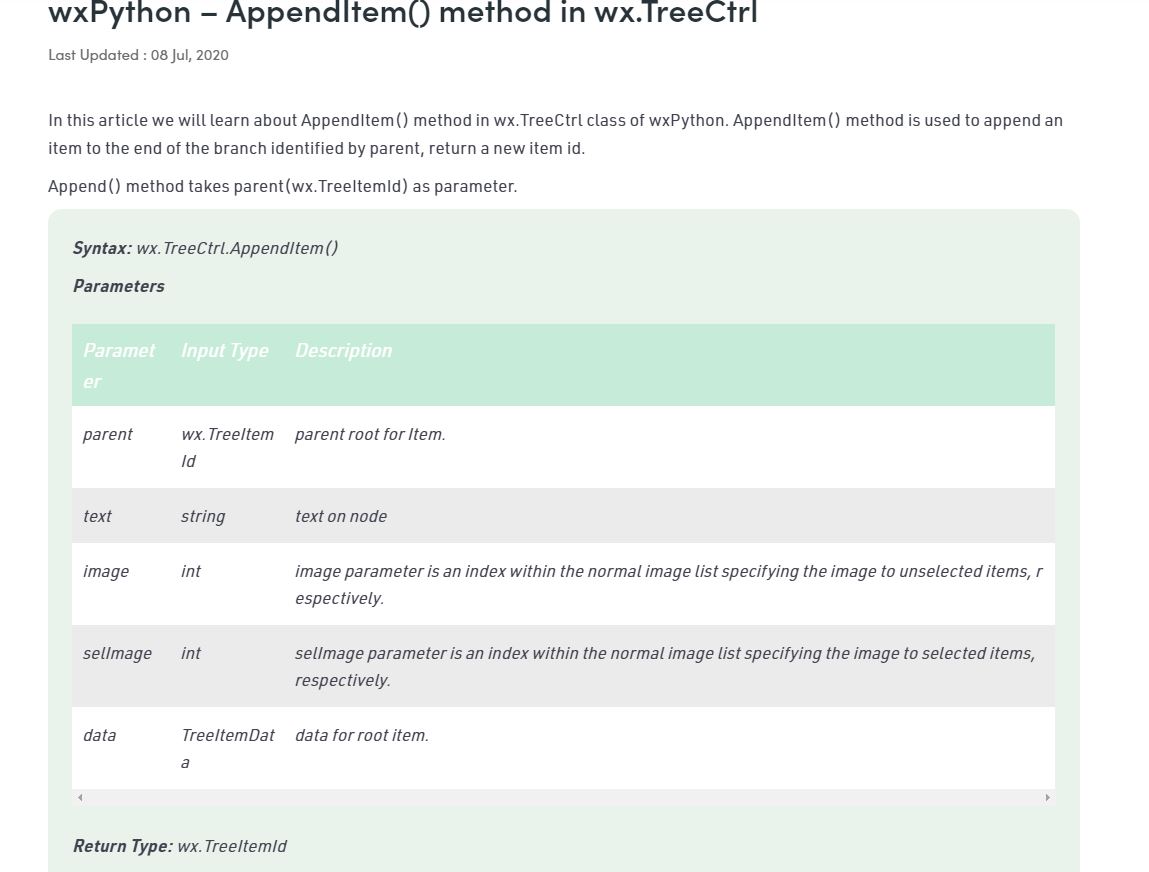 wxPython – AppendItem() method in wx.TreeCtrl
Last Updated : 08 Jul, 2020
In this article we will learn about AppendItem() method in wx.TreeCtrl class of wxPython. AppendItem() method is used to append an
item to the end of the branch identified by parent, return a new item id.
Append() method takes parent(wx.TreeItemId) as parameter.
Syntax: wx.TreeCtrl.AppendItem()
Parameters
Paramet Input Type Description
er
parent wx.TreeItem parent root for Item.
Id
text string text on node
image int image parameter is an index within the normal image list specifying the image to unselected items, r
espectively.
selImage int selImage parameter is an index within the normal image list specifying the image to selected items,
respectively.
data TreeItemDat data for root item.
a
Return Type: wx.TreeItemId